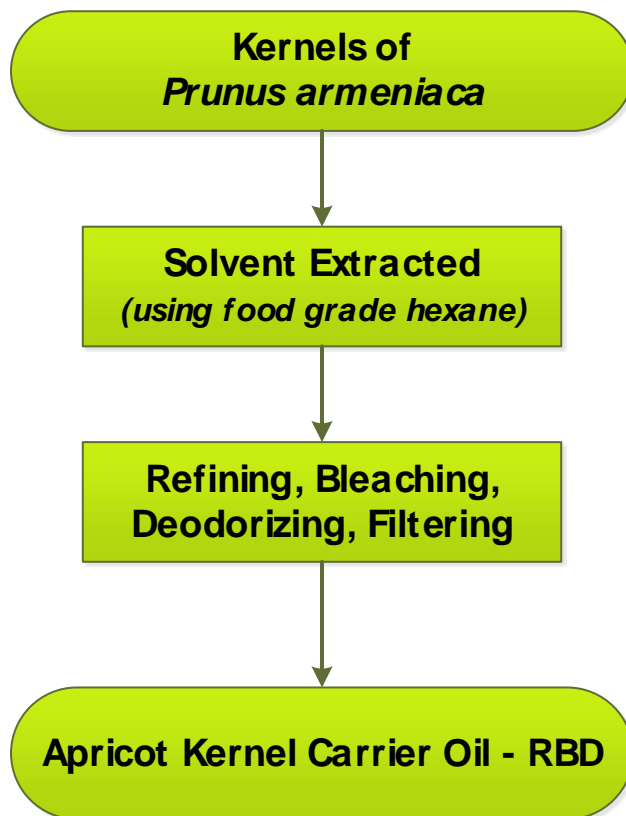 Kernels of
Prunus armeniaca
Solvent Extracted
(using food grade hexane)
Refining, Bleaching,
Deodorizing, Filtering
Apricot Kernel Carrier Oil - RBD